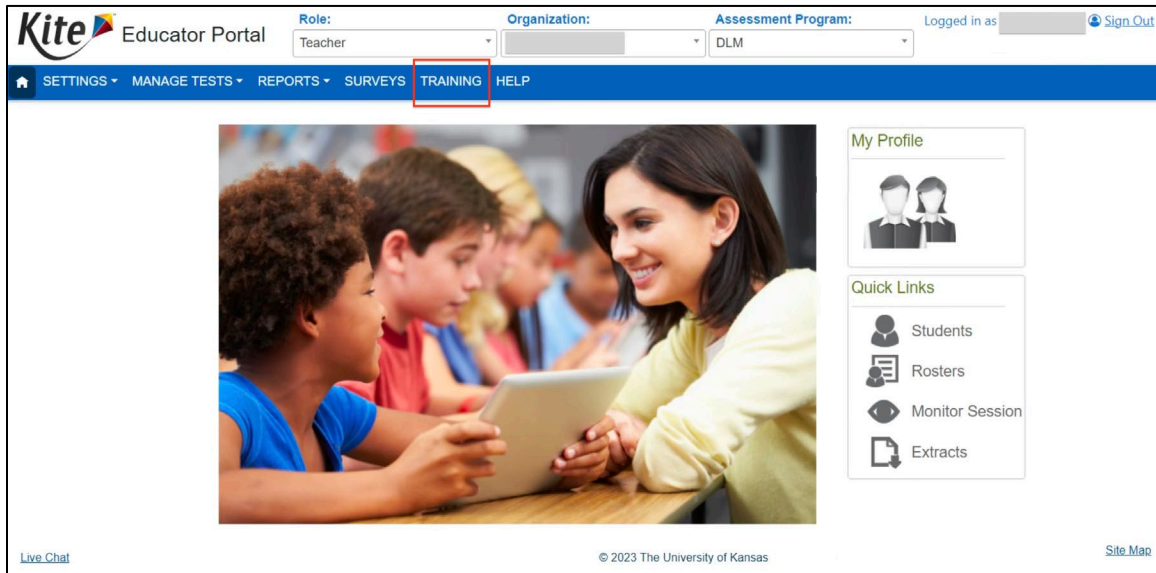 Kite Educator Portal
Role:
Teacher
Organization:
Assessment Program:
DLM
Logged in as
Sign Out
SETTINGS MANAGE TESTS REPORTS SURVEYS TRAINING HELP
My Profile
Quick Links
Students
Rosters
Monitor Session
Extracts
Live Chat
© 2023 The University of Kansas
Site Map